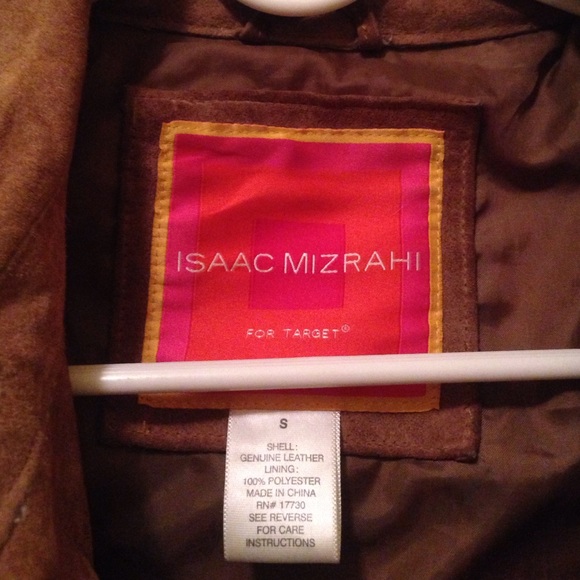 ISAAC MIZRAHI
FOR TARGET®
S
SHELL:
GENUINE LEATHER
LINING:
100% POLYESTER
MADE IN CHINA
RN# 17730
SEE REVERSE
FOR CARE
INSTRUCTIONS